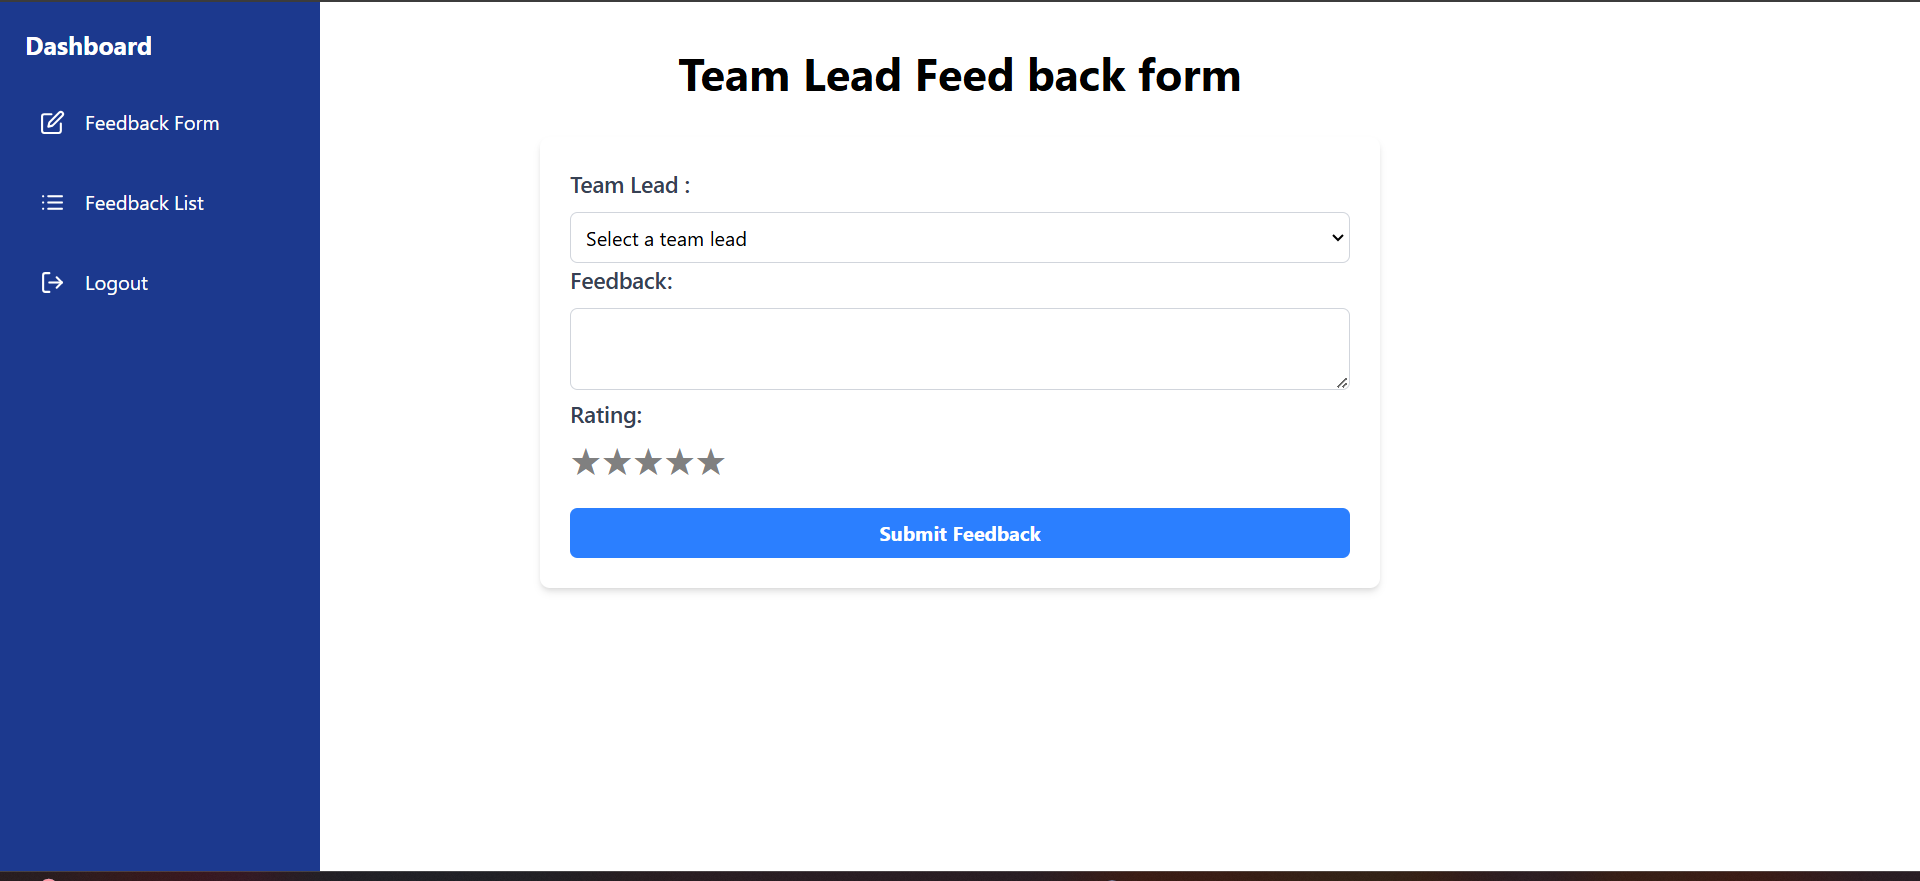 Dashboard
Feedback Form
Feedback List
Logout
Team Lead Feed back form
Team Lead :
Select a team lead
Feedback:
Rating:
★★★★★
Submit Feedback